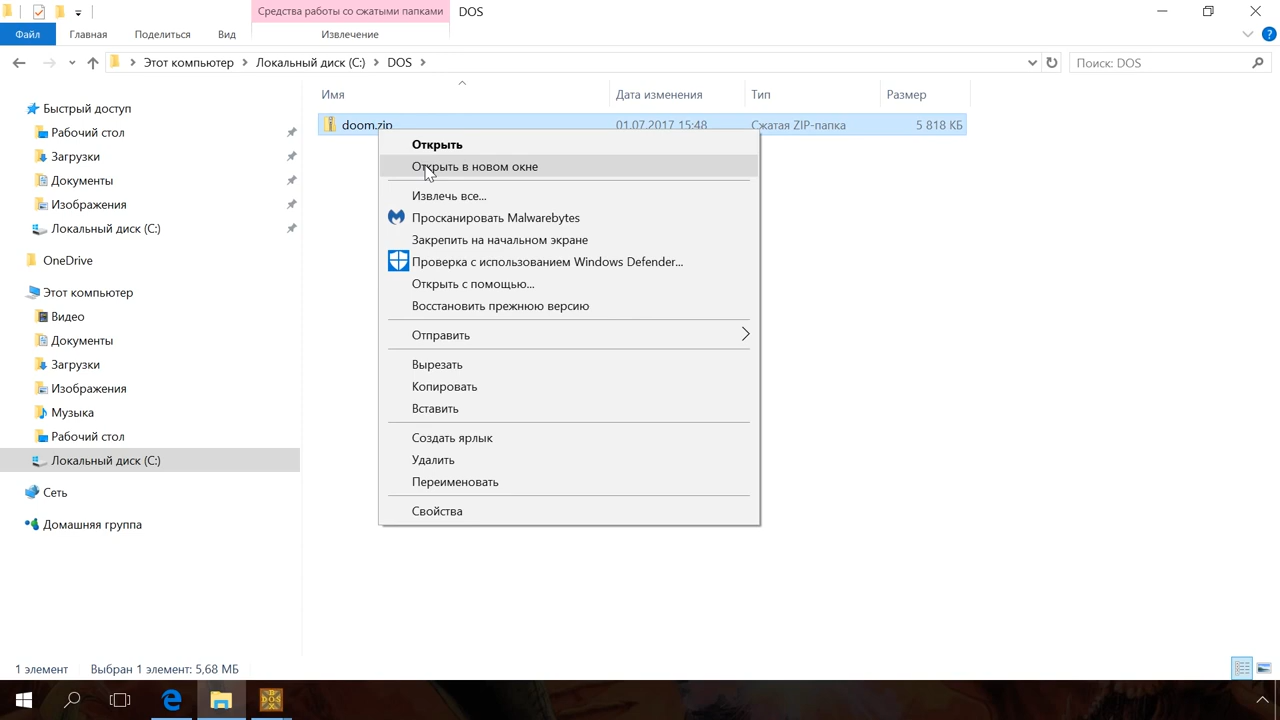 Средства работы со сжатыми папками
DOS
Файл
Главная
Поделиться
Вид
Извлечение
Этот компьютер
Локальный диск (C:)
DOS
Поиск: DOS
Имя
Дата изменения
Тип
Размер
doom.zip
01.07.2017 15:48
Сжатая ZIP-папка
5 818 КБ
Быстрый доступ
Рабочий стол
Загрузки
Документы
Изображения
Локальный диск (C:)
OneDrive
Этот компьютер
Видео
Документы
Загрузки
Изображения
Музыка
Рабочий стол
Локальный диск (C:)
Сеть
Домашняя группа
Открыть
Открыть в новом окне
Извлечь все...
Просканировать Malwarebytes
Закрепить на начальном экране
Проверка с использованием Windows Defender...
Открыть с помощью...
Восстановить прежнюю версию
Отправить
Вырезать
Копировать
Вставить
Создать ярлык
Удалить
Переименовать
Свойства
1 элемент
Выбран 1 элемент: 5,68 МБ
DOS